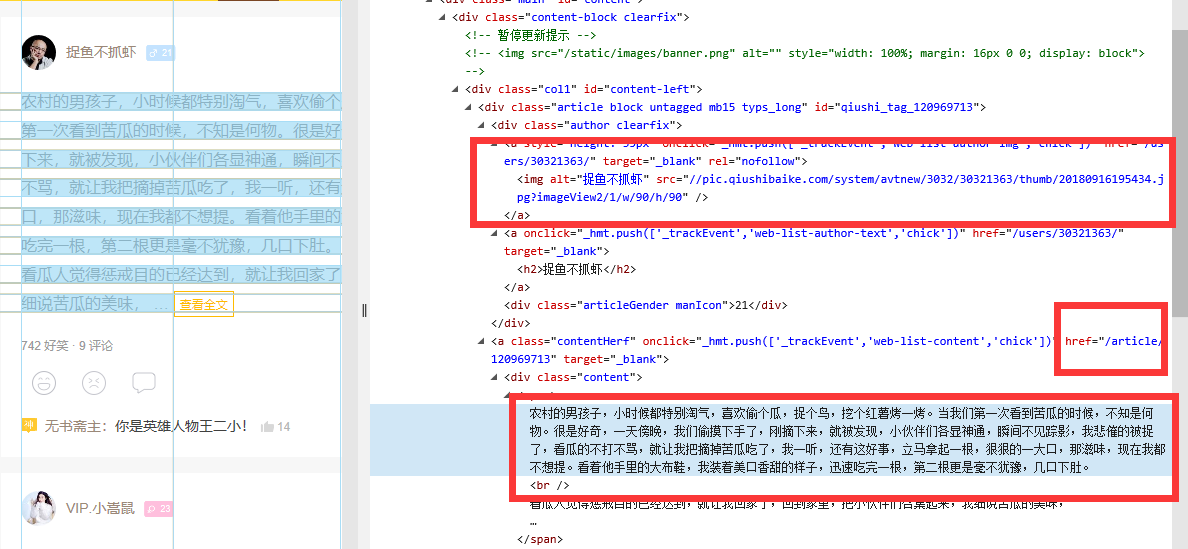 捉鱼不抓虾 21
农村的男孩子，小时候都特别淘气，喜欢偷个
第一次看到苦瓜的时候，不知是何物。很是好
下来，就被发现，小伙伴们各显神通，瞬间不
不骂，就让我把摘掉苦瓜吃了，我一听，还有
口，那滋味，现在我都不想提。看着他手里的
吃完一根，第二根更是毫不犹豫，几口下肚。
看瓜人觉得惩戒目的已经达到，就让我回家了
细说苦瓜的美味， … 查看全文
742 好笑 · 9 评论
神 无书斋主：你是英雄人物王二小！ 14
VIP.小嵩鼠 23
<div class="content-block clearfix">
<!-- 暂停更新提示 -->
<!-- <img src="/static/images/banner.png" alt="" style="width: 100%; margin: 16px 0 0; display: block">
-->
<div class="col1" id="content-left">
<div class="article block untagged mb15 typs_long" id="qiushi_tag_120969713">
<div class="author clearfix">
ers/30321363/" target="_blank" rel="nofollow">
<img alt="捉鱼不抓虾" src="//pic.qiushibaike.com/system/avtnew/3032/30321363/thumb/20180916195434.j
pg?imageView2/1/w/90/h/90" />
</a>
<a onclick="_hmt.push(['_trackEvent','web-list-author-text','chick'])" href="/users/30321363/"
target="_blank">
<h2>捉鱼不抓虾</h2>
</a>
<div class="articleGender manIcon">21</div>
</div>
<a class="contentHerf" onclick="_hmt.push(['_trackEvent','web-list-content','chick'])" href="/article/
120969713" target="_blank">
<div class="content">
农村的男孩子，小时候都特别淘气，喜欢偷个瓜，捉个鸟，挖个红薯烤一烤。当我们第一次看到苦瓜的时候，不知是何
物。很是好奇，一天傍晚，我们偷摸下手了，刚摘下来，就被发现，小伙伴们各显神通，瞬间不见踪影，我悲催的被捉
了，看瓜的不打不骂，就让我把摘掉苦瓜吃了，我一听，还有这好事，立马拿起一根，狠狠的一大口，那滋味，现在我都
不想提。看着他手里的大布鞋，我装着美口香甜的样子，迅速吃完一根，第二根更是毫不犹豫，几口下肚。
<br />
看瓜人觉得惩戒目的已经达到，就让我回家了，回到家里，把小伙伴们召集起来，我细说苦瓜的美味，
…
</span>